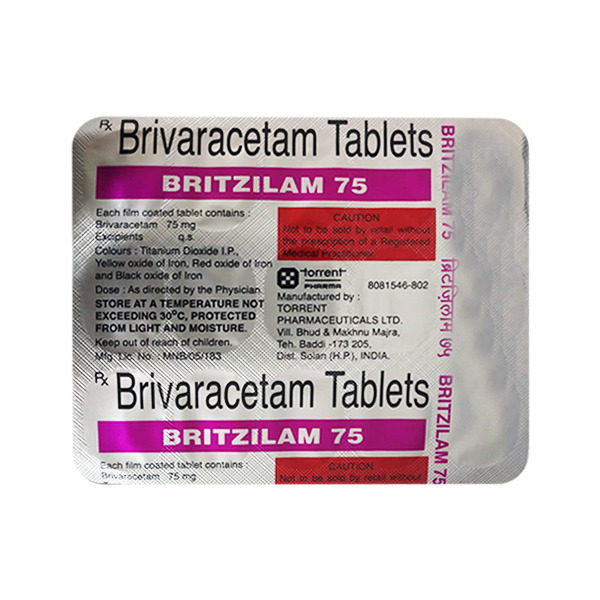 Rx Brivaracetam Tablets
BRITZILAM 75
Each film coated tablet contains :
Brivaracetam 75 mg
Excipients q.s.
Colours : Titanium Dioxide I.P.,
Yellow oxide of Iron, Red oxide of Iron
and Black oxide of Iron
Dose : As directed by the Physician.
STORE AT A TEMPERATURE NOT
EXCEEDING 30°C, PROTECTED
FROM LIGHT AND MOISTURE.
Keep out of reach of children.
Mfg. Lic. No. : MNB/05/183
CAUTION
Not to be sold by retail without
the prescription of a Registered
Medical Practitioner.
torrent
PHARMA
8081546-802
Manufactured by :
TORRENT
PHARMACEUTICALS LTD.
Vill. Bhud & Makhnu Majra,
Teh. Baddi -173 205,
Dist. Solan (H.P.), INDIA.
Rx Brivaracetam Tablets
BRITZILAM 75
Each film coated tablet contains :
Brivaracetam 75 mg
CAUTION
Not to be sold by retail without
BRITZILAM 75
ब्रिटज़िलाम ७५
BRITZILAM 75